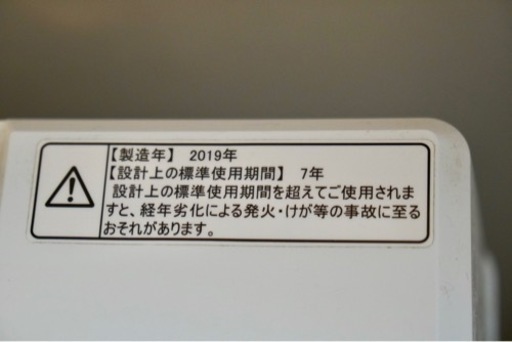 【製造年】 2019年
【設計上の標準使用期間】 7年
設計上の標準使用期間を超えてご使用されま
すと、経年劣化による発火・けが等の事故に至る
おそれがあります。